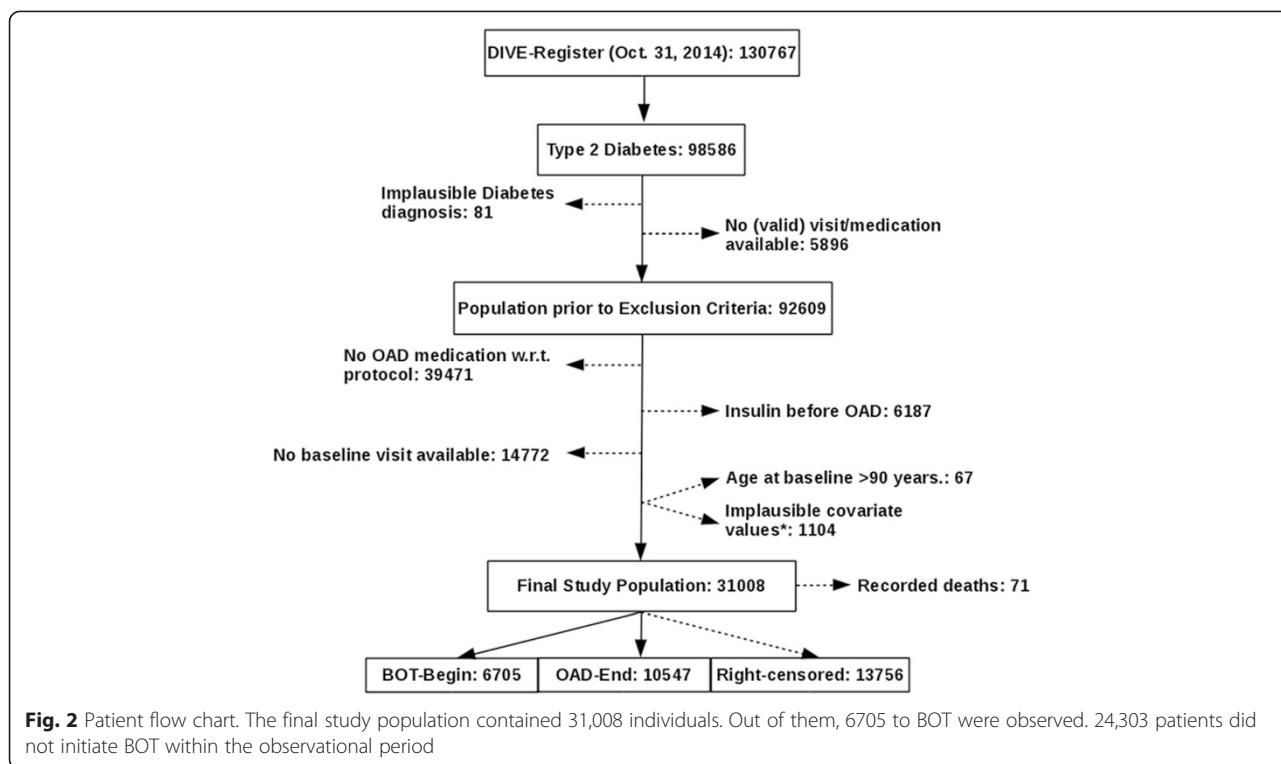 DIVE-Register (Oct. 31, 2014): 130767
Type 2 Diabetes: 98586
Implausible Diabetes
diagnosis: 81
No (valid) visit/medication
available: 5896
Population prior to Exclusion Criteria: 92609
No OAD medication w.r.t.
protocol: 39471
Insulin before OAD: 6187
No baseline visit available: 14772
Age at baseline >90 years.: 67
Implausible covariate
values*: 1104
Final Study Population: 31008
Recorded deaths: 71
BOT-Begin: 6705
OAD-End: 10547
Right-censored: 13756
Fig. 2 Patient flow chart. The final study population contained 31,008 individuals. Out of them, 6705 to BOT were observed. 24,303 patients did
not initiate BOT within the observational period